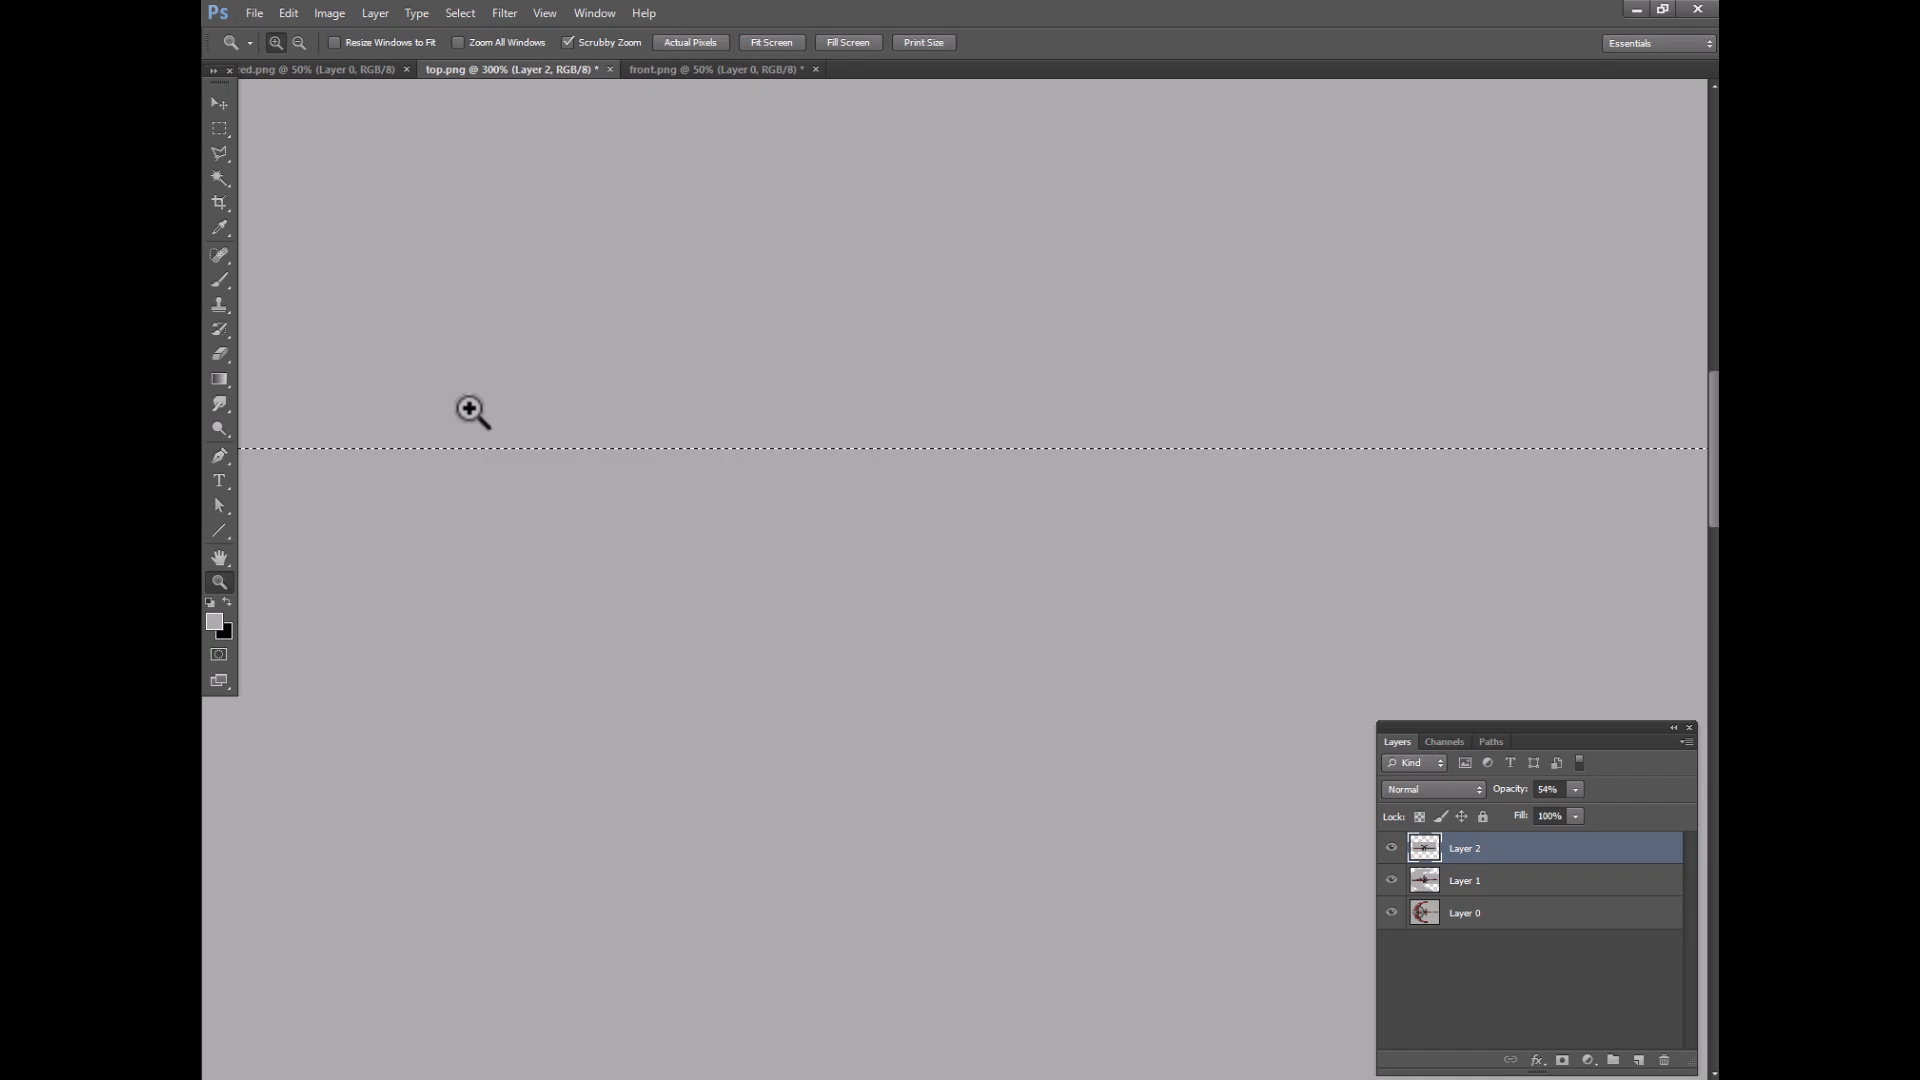 Ps File Edit Image Layer Type Select Filter View Window Help
Resize Windows to Fit Zoom All Windows Scrubby Zoom Actual Pixels Fit Screen Fill Screen Print Size Essentials
red.png @ 50% (Layer 0, RGB/8) × top.png @ 300% (Layer 2, RGB/8) * × front.png @ 50% (Layer 0, RGB/8) * ×
Layers Channels Paths
Kind
Normal Opacity: 54%
Lock: Fill: 100%
Layer 2
Layer 1
Layer 0
fx